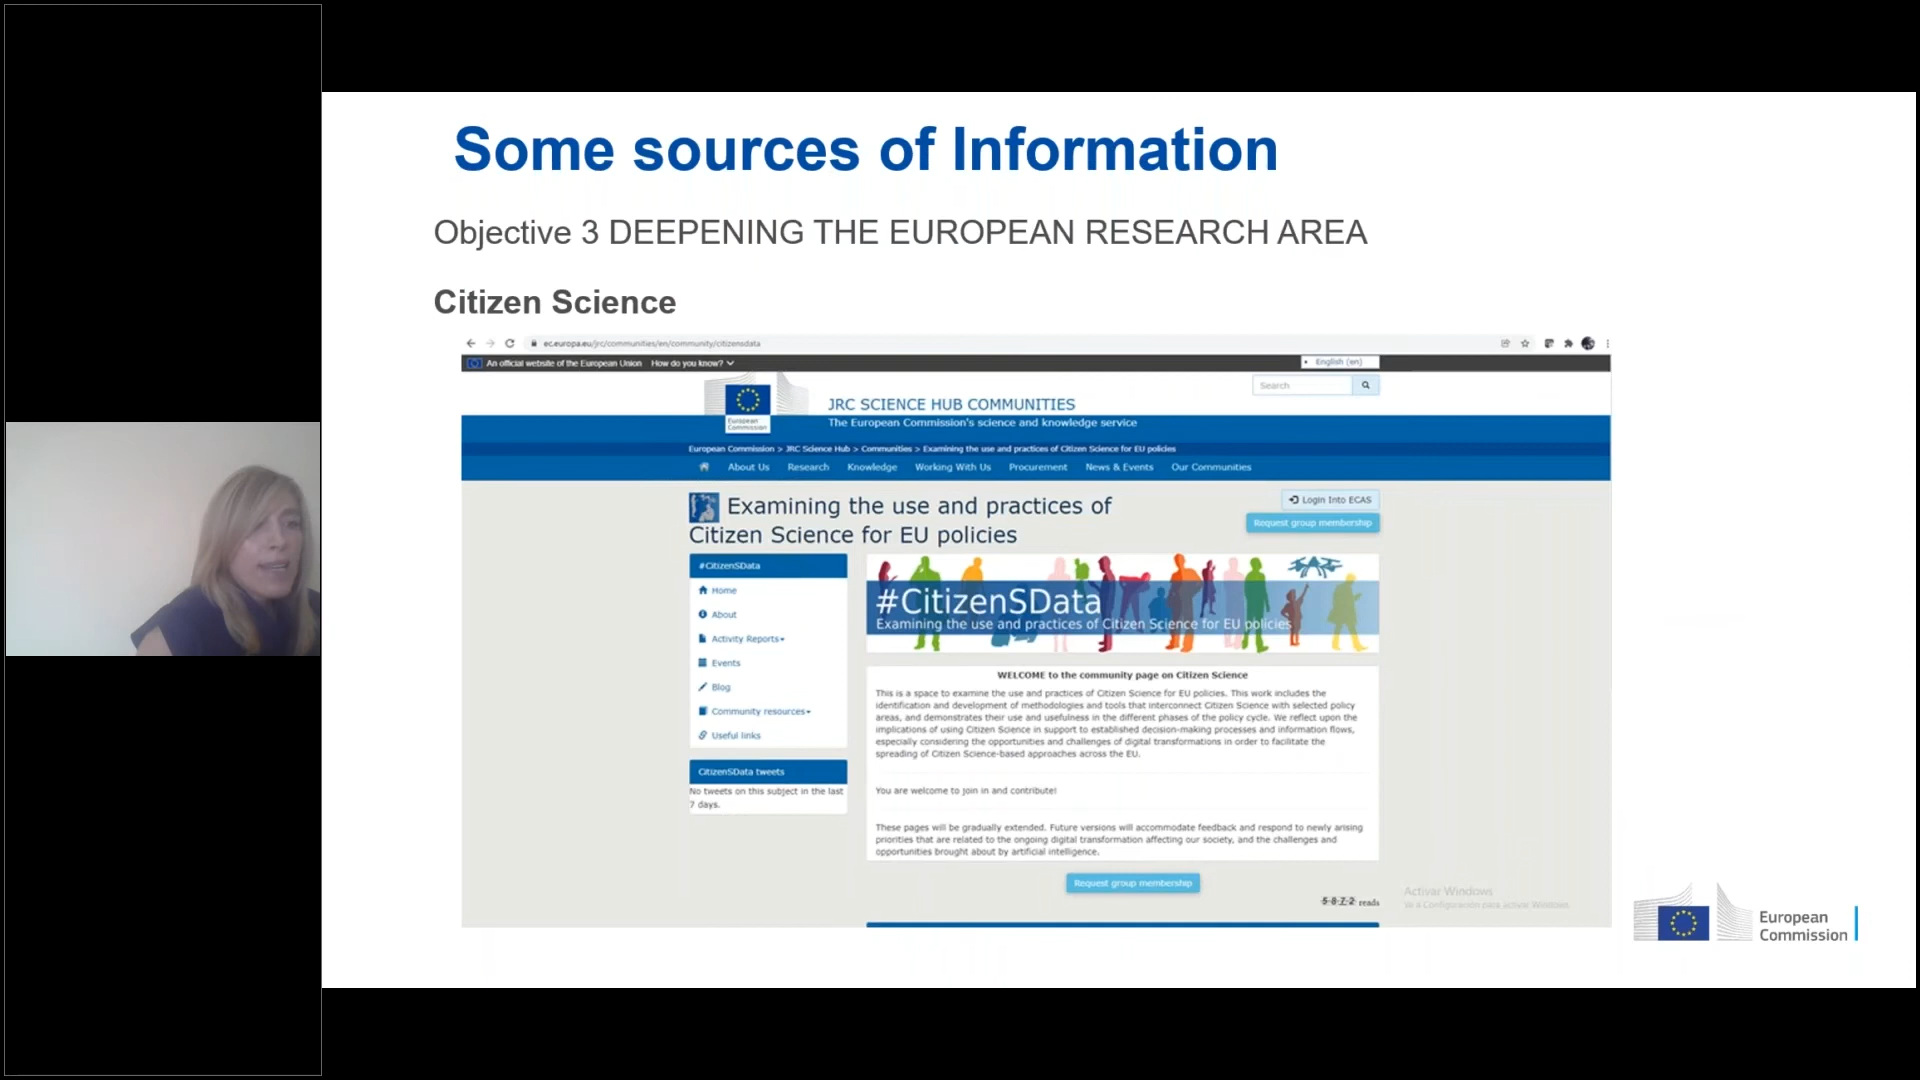 Some sources of Information
Objective 3 DEEPENING THE EUROPEAN RESEARCH AREA
Citizen Science
ec.europa.eu/jrc/communities/en/community/citizensdata
An official website of the European Union How do you know?
English (en)
Search
European
Commission
JRC SCIENCE HUB COMMUNITIES
The European Commission's science and knowledge service
European Commission > JRC Science Hub > Communities > Examining the use and practices of Citizen Science for EU policies
About Us Research Knowledge Working With Us Procurement News & Events Our Communities
Login Into ECAS
Request group membership
Examining the use and practices of
Citizen Science for EU policies
#CitizenSData
Home
About
Activity Reports
Events
Blog
Community resources
Useful links
CitizenSData tweets
No tweets on this subject in the last
7 days.
#CitizenSData
Examining the use and practices of Citizen Science for EU policies
WELCOME to the community page on Citizen Science
This is a space to examine the use and practices of Citizen Science for EU policies. This work includes the
identification and development of methodologies and tools that interconnect Citizen Science with selected policy
areas, and demonstrates their use and usefulness in the different phases of the policy cycle. We reflect upon the
implications of using Citizen Science in support to established decision-making processes and information flows,
especially considering the opportunities and challenges of digital transformations in order to facilitate the
spreading of Citizen Science-based approaches across the EU.
You are welcome to join in and contribute!
These pages will be gradually extended. Future versions will accommodate feedback and respond to newly arising
priorities that are related to the ongoing digital transformation affecting our society, and the challenges and
opportunities brought about by artificial intelligence.
Request group membership
5872 reads
Activar Windows
Ve a Configuración para activar Windows.
European
Commission